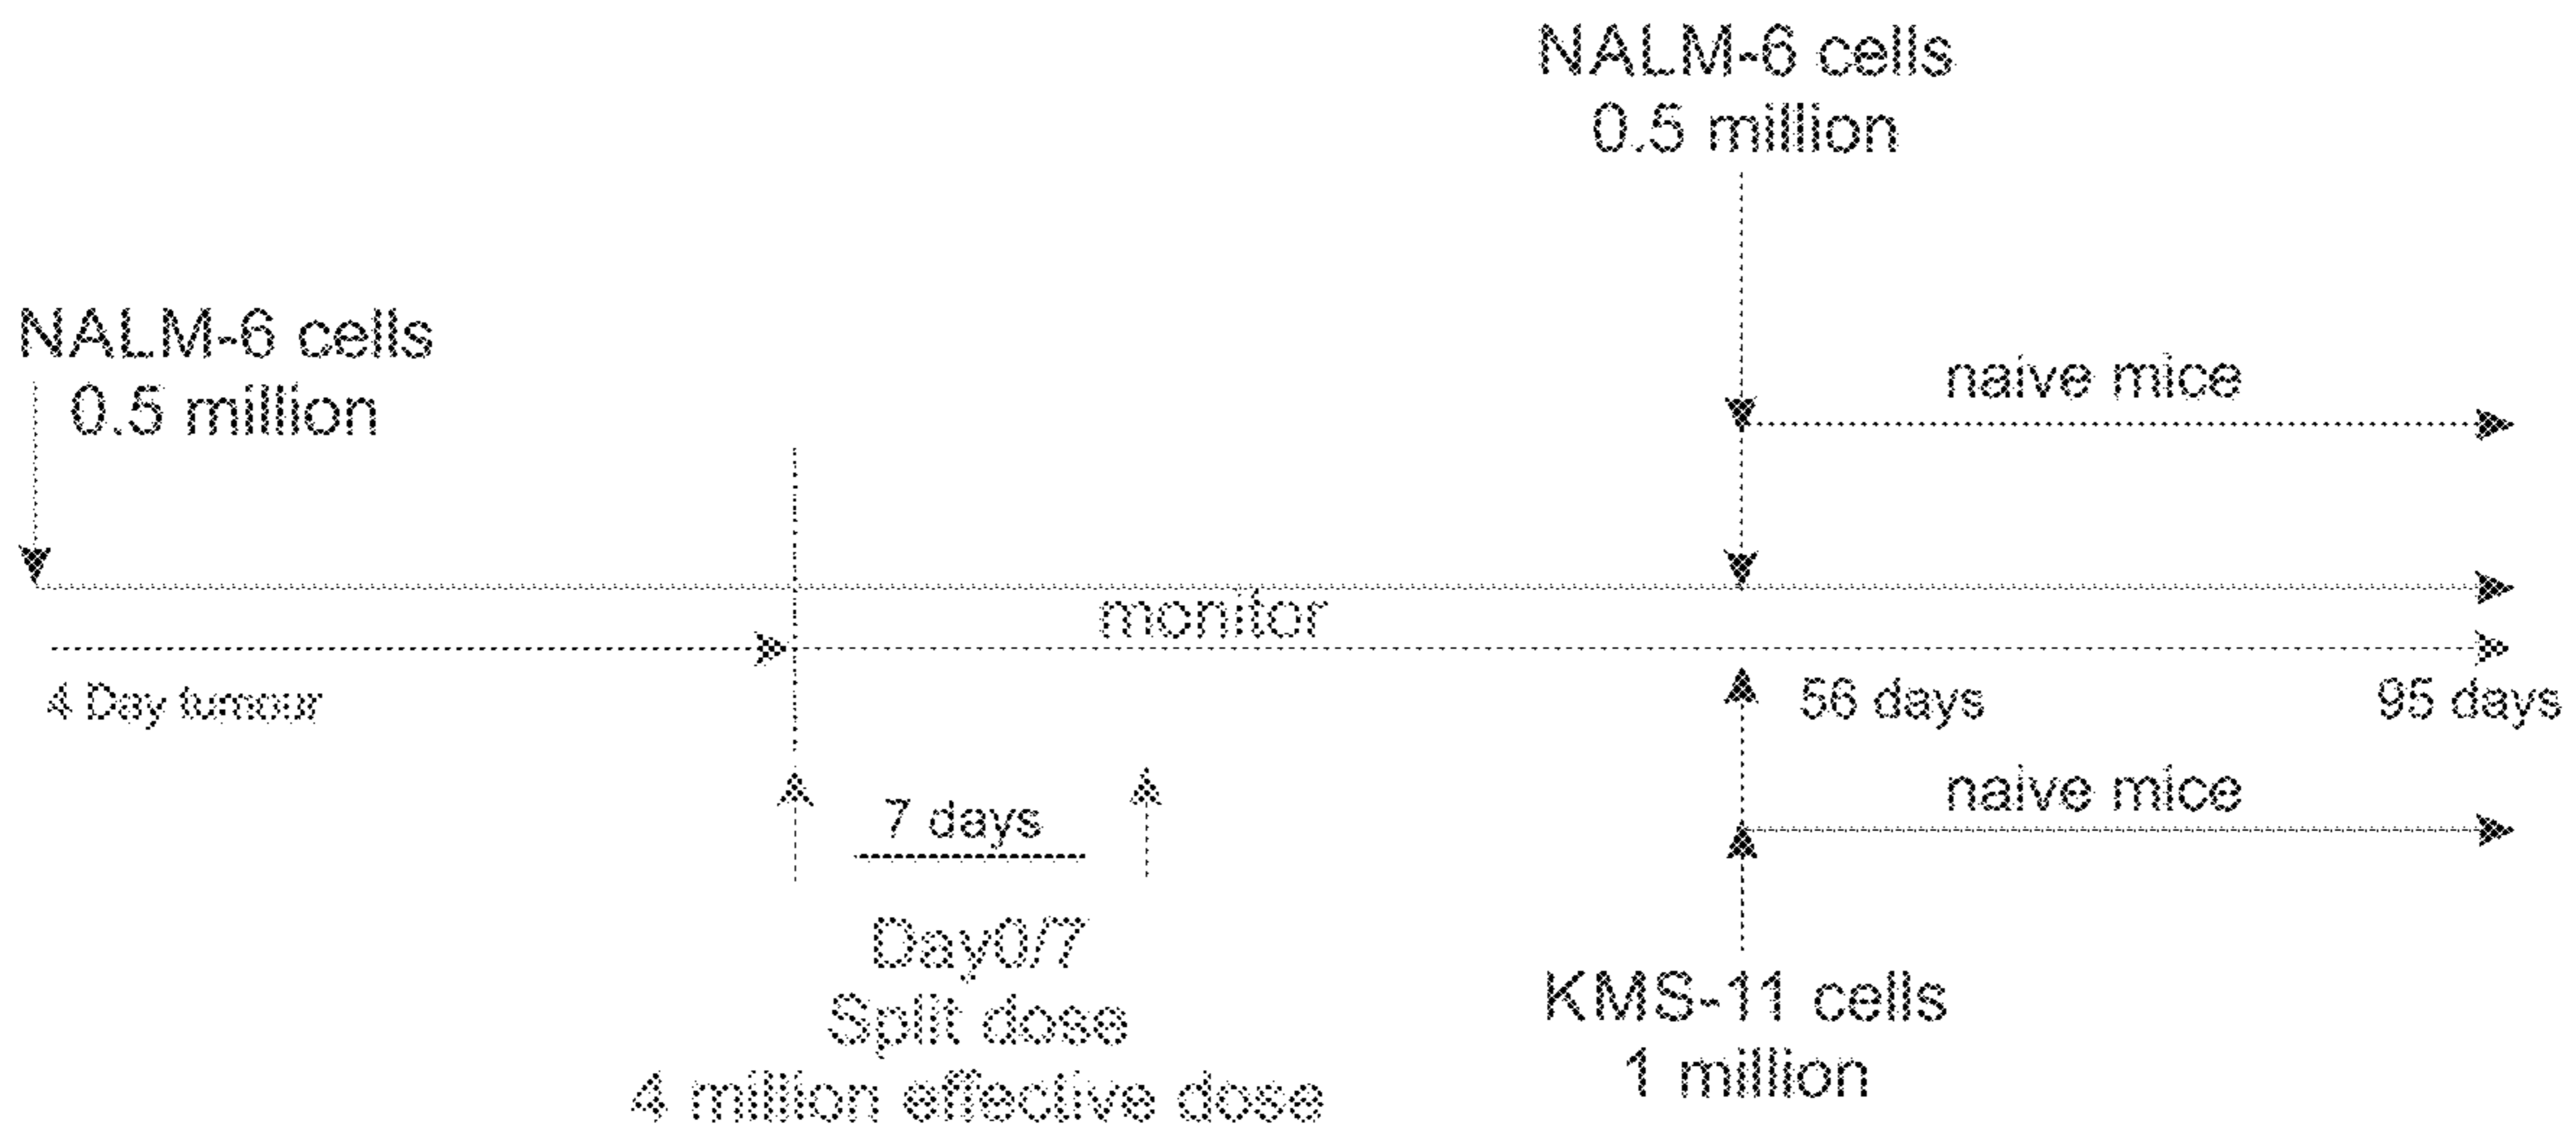 NALM-6 cells
0.5 million
naive mice
NALM-6 cells
0.5 million
monitor
4 Day tumour
56 days
95 days
naive mice
7 days
Day0/7
Split dose
4 million effective dose
KMS-11 cells
1 million